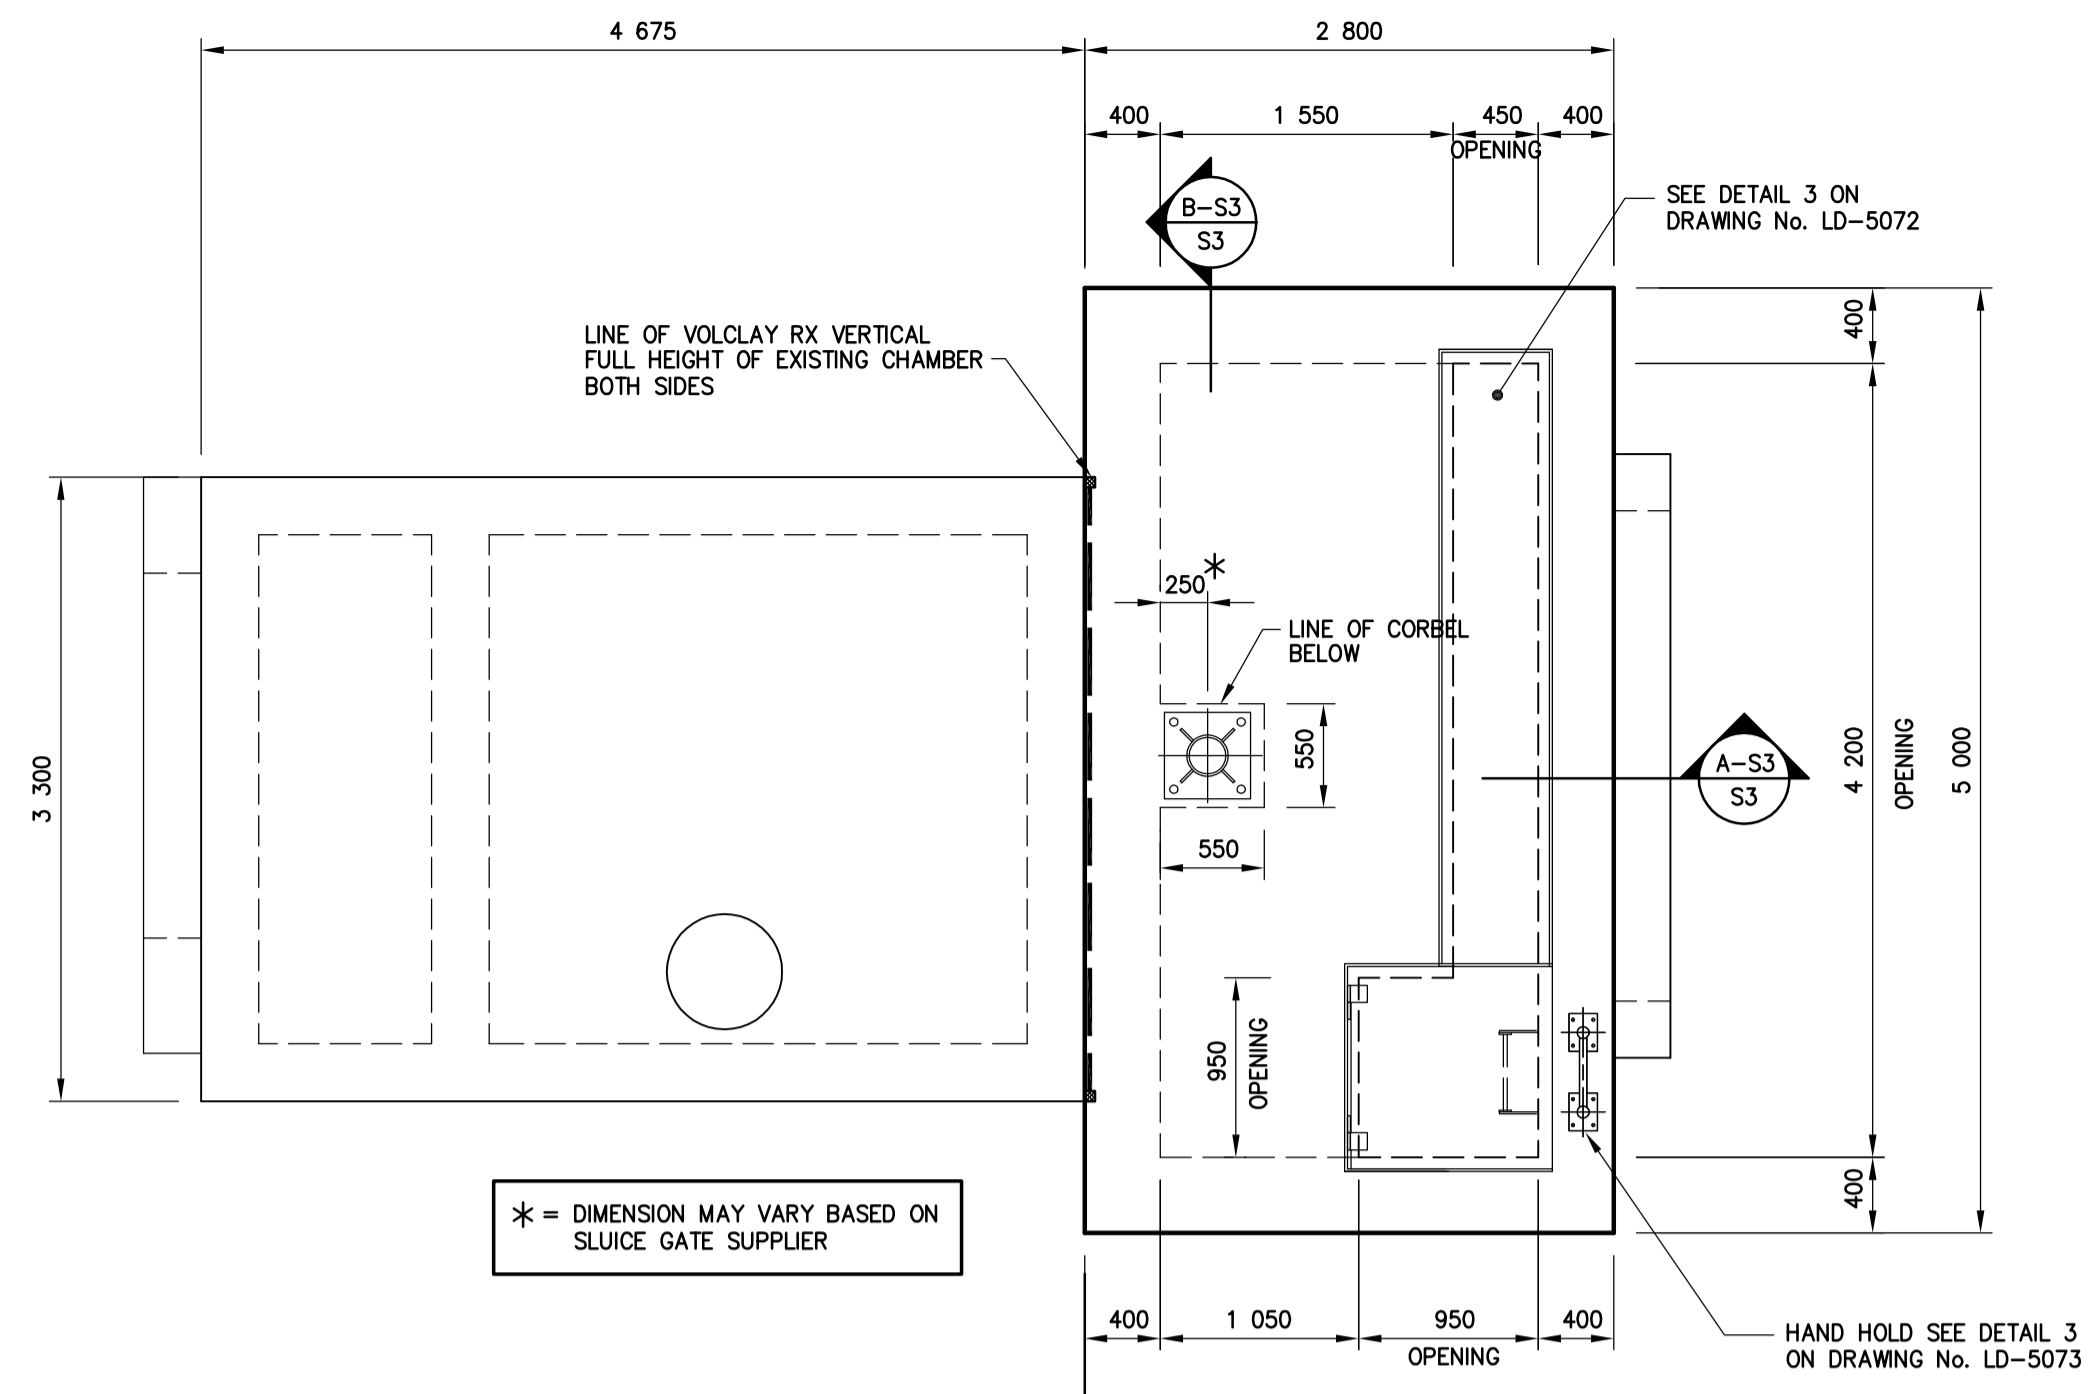 4 675
2 800
400
1 550
450
400
OPENING
B-S3
S3
SEE DETAIL 3 ON
DRAWING No. LD-5072
LINE OF VOLCLAY RX VERTICAL
FULL HEIGHT OF EXISTING CHAMBER
BOTH SIDES
400
250*
LINE OF CORBEL
BELOW
550
550
3 300
A-S3
S3
4 200
OPENING
5 000
950
OPENING
400
* = DIMENSION MAY VARY BASED ON
SLUICE GATE SUPPLIER
400
1 050
950
400
OPENING
HAND HOLD SEE DETAIL 3
ON DRAWING No. LD-5073